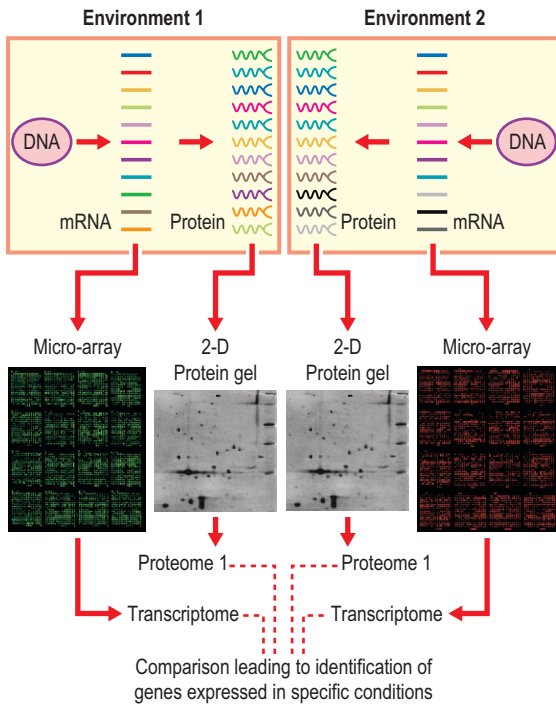 Environment 1
Environment 2
DNA
mRNA
Protein
Protein
mRNA
DNA
Micro-array
2-D
Protein gel
2-D
Protein gel
Micro-array
Proteome 1
Proteome 1
Transcriptome
Transcriptome
Comparison leading to identification of
genes expressed in specific conditions